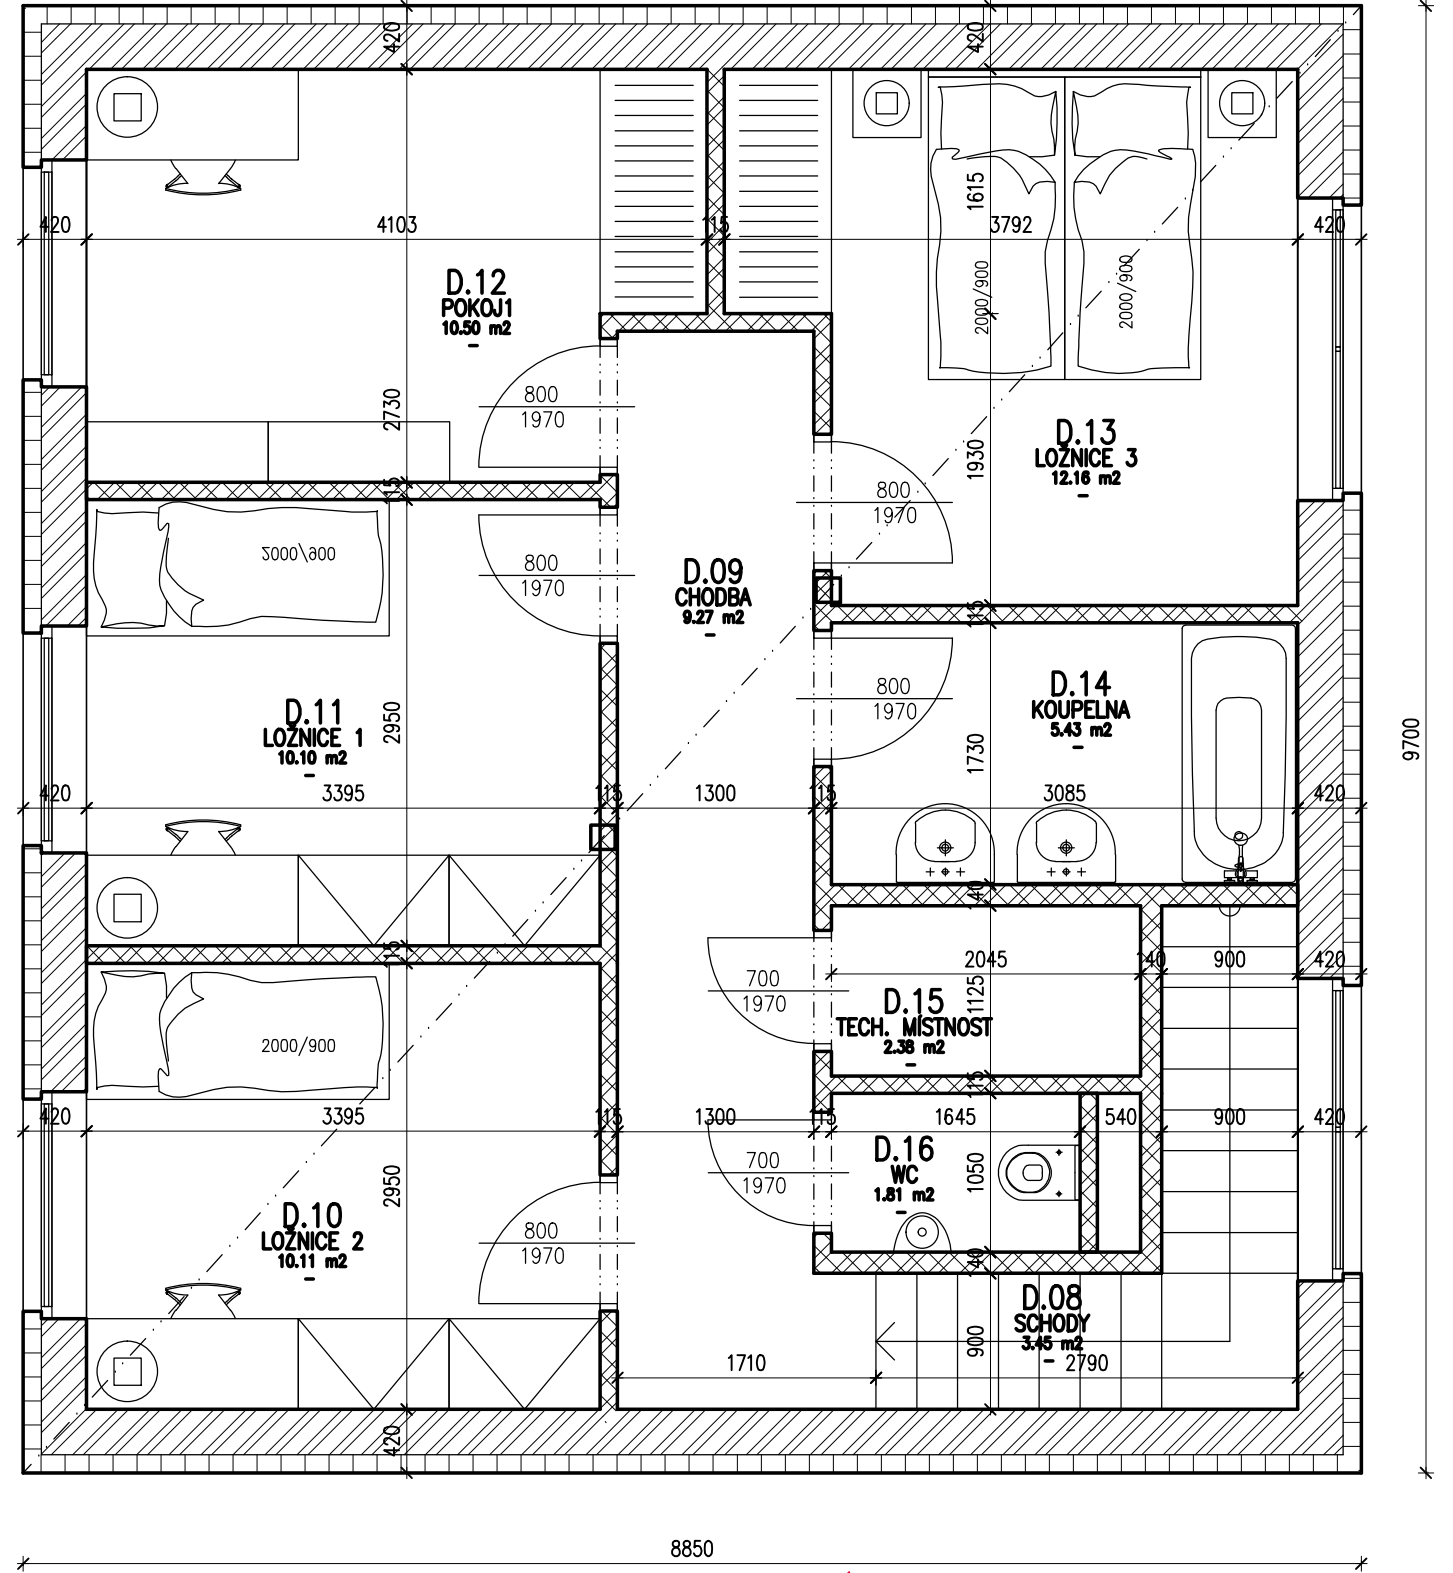 420
420
1615
420
4103
115
3792
420
2000/900
2000/900
D.12
POKOJ1
10.50 m2
800
1970
2730
D.13
LOŽNICE 3
12.16 m2
1930
800
1970
115
2000/900
800
1970
D.09
CHODBA
9.27 m2
115
D.11
LOŽNICE 1
10.10 m2
2950
800
1970
D.14
KOUPELNA
5.43 m2
1730
9700
420
3395
115
1300
115
3085
420
140
115
2045
140
900
420
700
1970
1125
D.15
TECH. MÍSTNOST
2.38 m2
2000/900
115
420
3395
115
1300
115
1645
540
900
420
700
1970
D.16
WC
1.81 m2
1050
2950
D.10
LOŽNICE 2
10.11 m2
800
1970
140
D.08
SCHODY
3.45 m2
900
1710
2790
420
8850